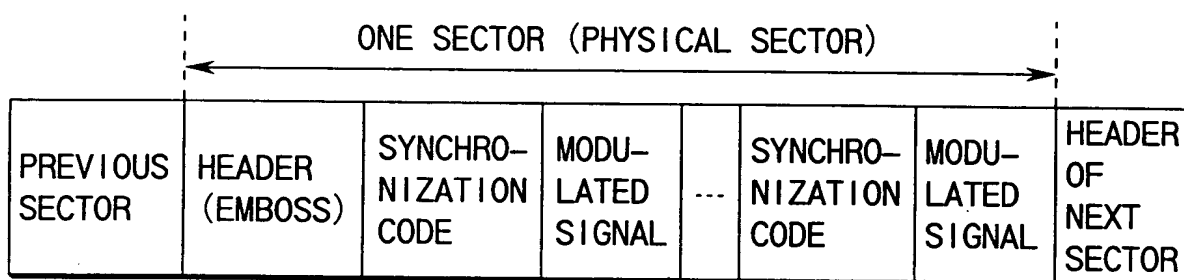 ONE SECTOR (PHYSICAL SECTOR)
PREVIOUS
SECTOR
HEADER
(EMBOSS)
SYNCHRO-
NIZATION
CODE
MODU-
LATED
SIGNAL
---
SYNCHRO-
NIZATION
CODE
MODU-
LATED
SIGNAL
HEADER
OF
NEXT
SECTOR